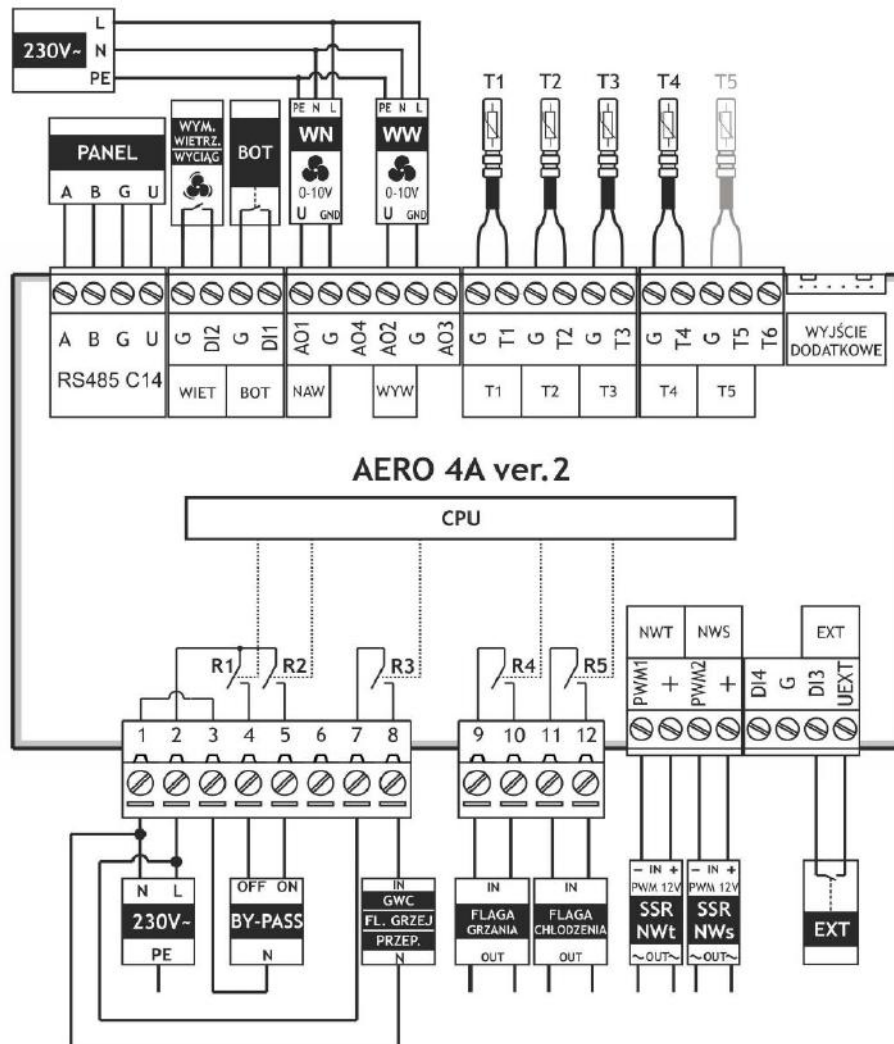 L
230V~ N
PE
T1 T2 T3 T4 T5
PE N L PE N L
PANEL
WYM.
WIETRZ.
WYCIĄG
BOT
WN
WW
A B G U
0-10V 0-10V
U GND U GND
A B G U G DI2 G DI1 AO1 G AO4 AO2 G AO3 G T1 G T2 G T3 G T4 G T5 T6
WYJŚCIE
DODATKOWE
RS485 C14
WIET BOT NAW WYW T1 T2 T3 T4 T5
AERO 4A ver.2
CPU
NWT NWS EXT
R1 R2 R3 R4 R5
PWM1 + PWM2 + DI4 G DI3 UEXT
1 2 3 4 5 6 7 8 9 10 11 12
N L
230V~
PE
OFF ON
BY-PASS
N
IN
GWC
FL. GRZEJ
PRZEP.
N
IN
FLAGA
GRZANIA
OUT
IN
FLAGA
CHŁODZENIA
OUT
– IN +
PWM 12V
SSR
NWt
~OUT~
– IN +
PWM 12V
SSR
NWs
~OUT~
EXT